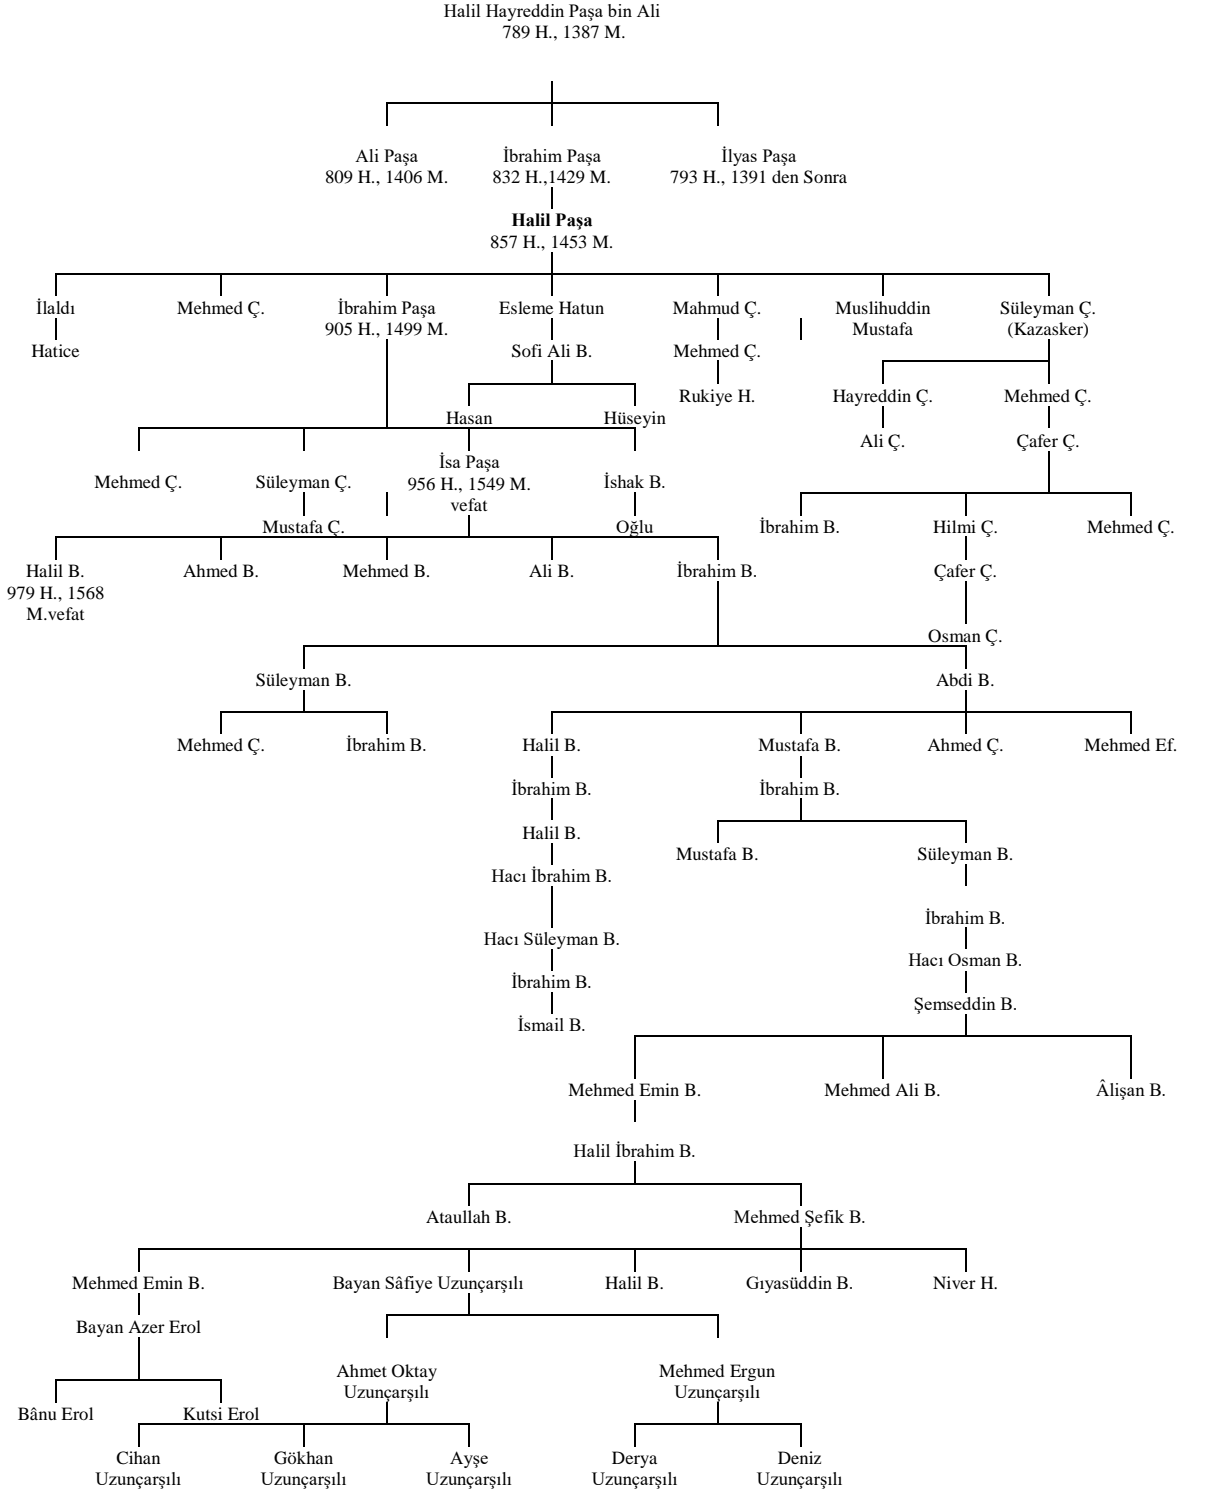 Halil Hayreddin Paşa bin Ali
789 H., 1387 M.
Ali Paşa
809 H., 1406 M.
İbrahim Paşa
832 H.,1429 M.
İlyas Paşa
793 H., 1391 den Sonra
Halil Paşa
857 H., 1453 M.
İlaldı
Mehmed Ç.
İbrahim Paşa
905 H., 1499 M.
Esleme Hatun
Mahmud Ç.
Muslihuddin
Mustafa
Süleyman Ç.
(Kazasker)
Hatice
Sofi Ali B.
Mehmed Ç.
Rukiye H.
Hayreddin Ç.
Mehmed Ç.
Hasan
Hüseyin
Ali Ç.
Çafer Ç.
Mehmed Ç.
Süleyman Ç.
İsa Paşa
956 H., 1549 M.
vefat
İshak B.
Mustafa Ç.
Oğlu
İbrahim B.
Hilmi Ç.
Mehmed Ç.
Halil B.
979 H., 1568
M.vefat
Ahmed B.
Mehmed B.
Ali B.
İbrahim B.
Çafer Ç.
Osman Ç.
Süleyman B.
Abdi B.
Mehmed Ç.
İbrahim B.
Halil B.
Mustafa B.
Ahmed Ç.
Mehmed Ef.
İbrahim B.
İbrahim B.
Halil B.
Mustafa B.
Süleyman B.
Hacı İbrahim B.
İbrahim B.
Hacı Süleyman B.
Hacı Osman B.
İbrahim B.
Şemseddin B.
İsmail B.
Mehmed Emin B.
Mehmed Ali B.
Âlişan B.
Halil İbrahim B.
Ataullah B.
Mehmed Şefik B.
Mehmed Emin B.
Bayan Sâfiye Uzunçarşılı
Halil B.
Gıyasüddin B.
Niver H.
Bayan Azer Erol
Ahmet Oktay
Uzunçarşılı
Mehmed Ergun
Uzunçarşılı
Bânu Erol
Kutsi Erol
Cihan
Uzunçarşılı
Gökhan
Uzunçarşılı
Ayşe
Uzunçarşılı
Derya
Uzunçarşılı
Deniz
Uzunçarşılı